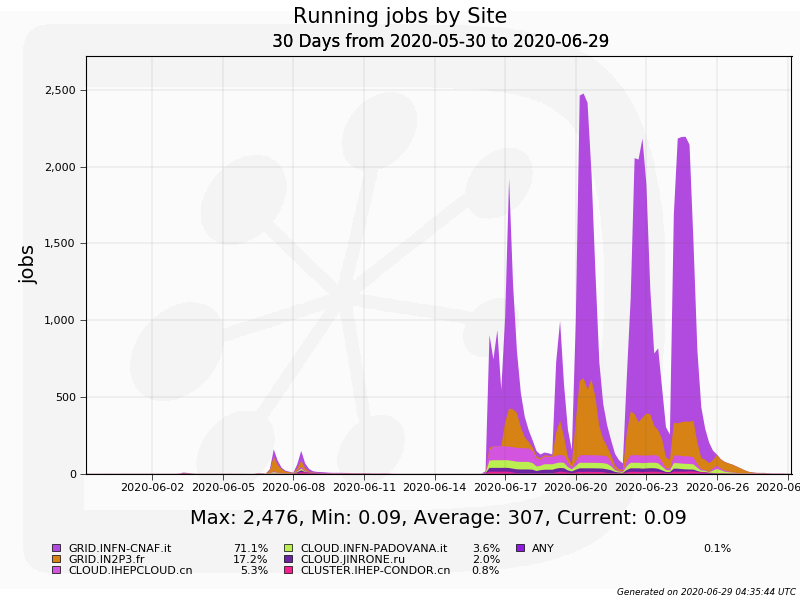 Running jobs by Site
30 Days from 2020-05-30 to 2020-06-29
2,500
2,000
1,500
1,000
500
0
jobs
2020-06-02 2020-06-05 2020-06-08 2020-06-11 2020-06-14 2020-06-17 2020-06-20 2020-06-23 2020-06-26 2020-06
Max: 2,476, Min: 0.09, Average: 307, Current: 0.09
GRID.INFN-CNAF.it 71.1% CLOUD.INFN-PADOVANA.it 3.6% ANY 0.1%
GRID.IN2P3.fr 17.2% CLOUD.JINRONE.ru 2.0%
CLOUD.IHEPCLOUD.cn 5.3% CLUSTER.IHEP-CONDOR.cn 0.8%
Generated on 2020-06-29 04:35:44 UTC